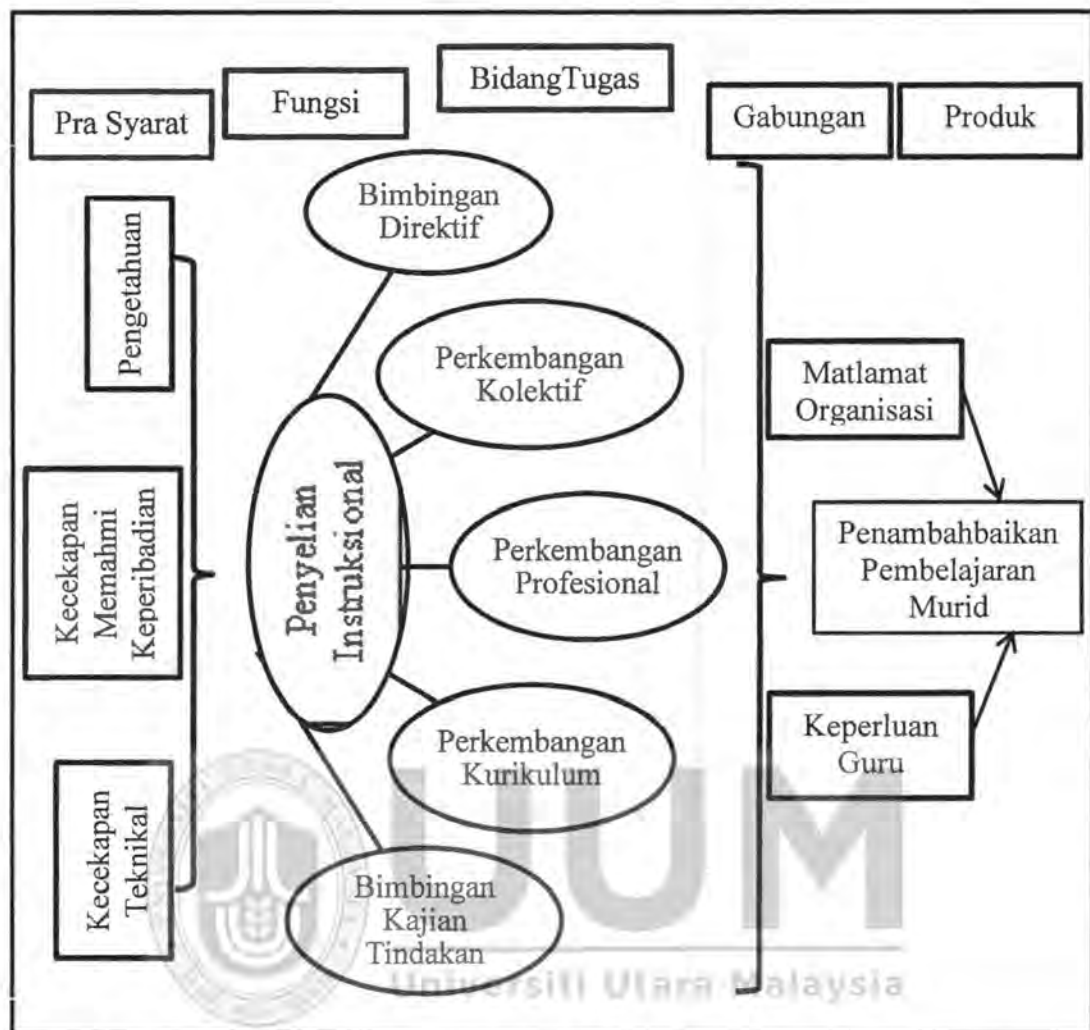 Pra Syarat
Fungsi
BidangTugas
Gabungan
Produk
Pengetahuan
Kecekapan
Memahmi
Keperibadian
Kecekapan
Teknikal
Penyelian
Instruksional
Bimbingan
Direktif
Perkembangan
Kolektif
Perkembangan
Profesional
Perkembangan
Kurikulum
Bimbingan
Kajian
Tindakan
Matlamat
Organisasi
Penambahbaikan
Pembelajaran
Murid
Keperluan
Guru
UUM
Universiti Utara Malaysia